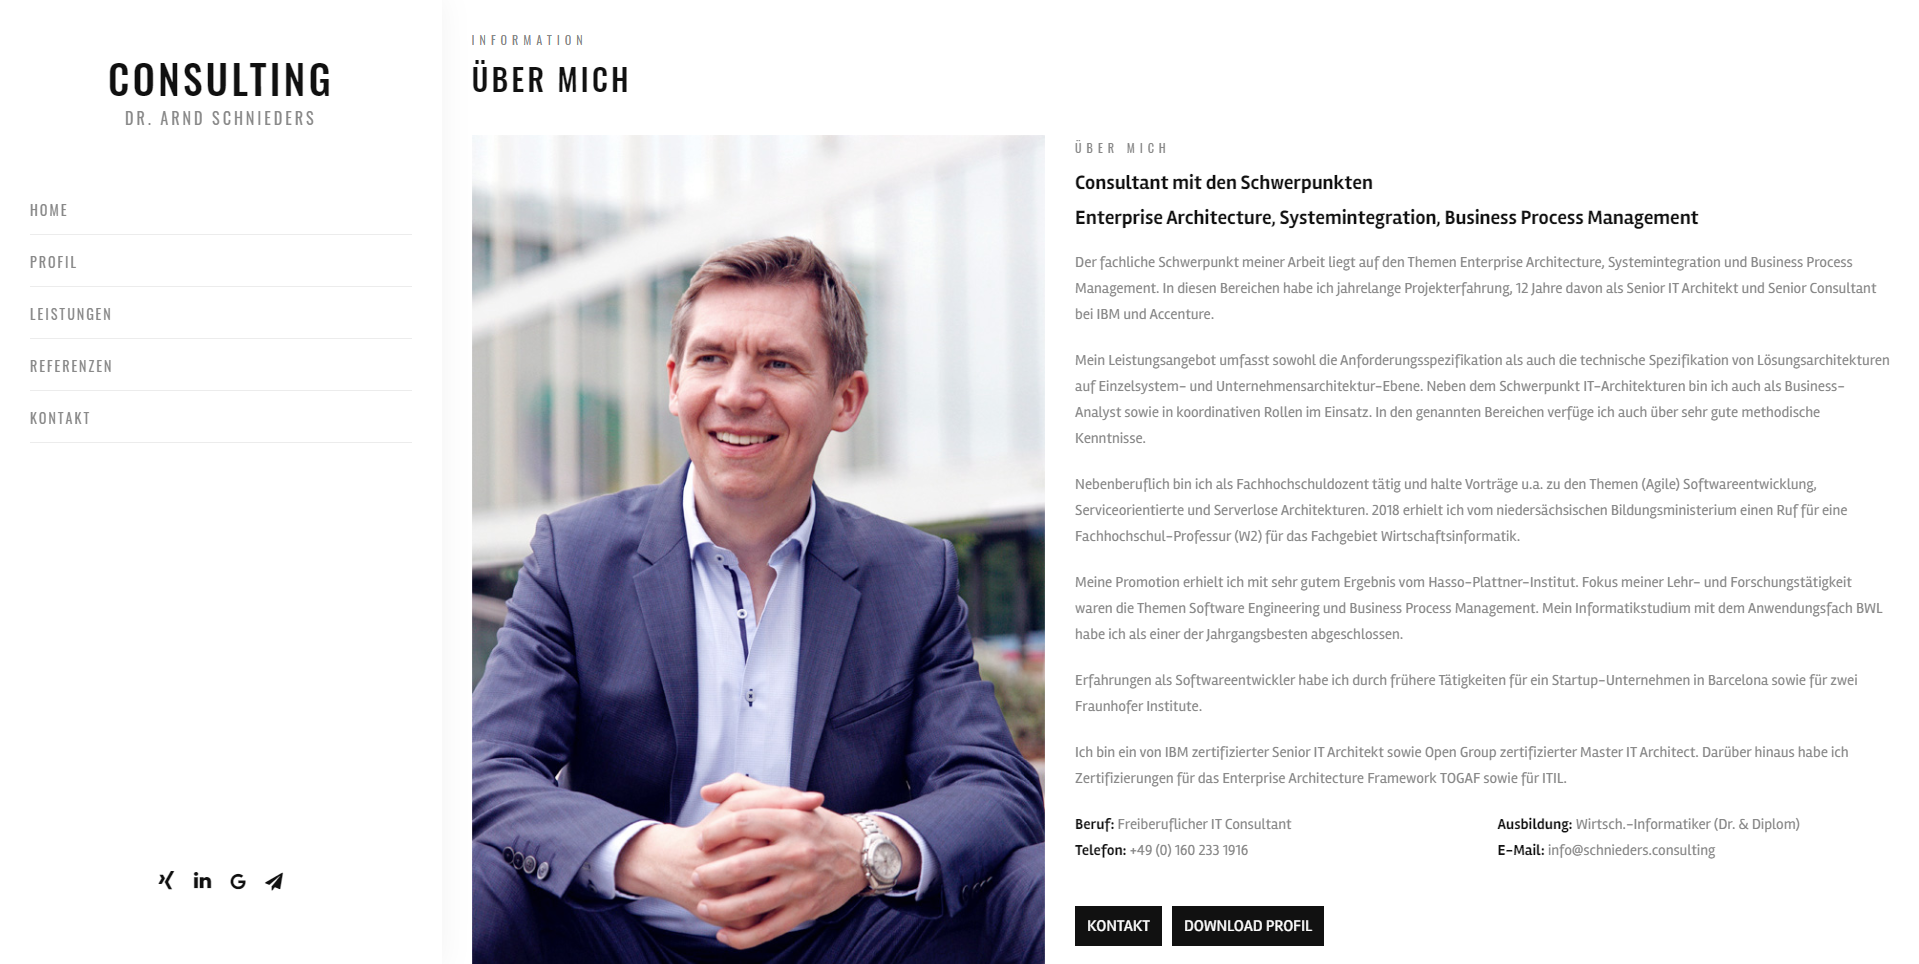 CONSULTING
DR. ARND SCHNIEDERS
HOME
PROFIL
LEISTUNGEN
REFERENZEN
KONTAKT
INFORMATION
ÜBER MICH
ÜBER MICH
Consultant mit den Schwerpunkten
Enterprise Architecture, Systemintegration, Business Process Management
Der fachliche Schwerpunkt meiner Arbeit liegt auf den Themen Enterprise Architecture, Systemintegration und Business Process
Management. In diesen Bereichen habe ich jahrelange Projekterfahrung, 12 Jahre davon als Senior IT Architekt und Senior Consultant
bei IBM und Accenture.
Mein Leistungsangebot umfasst sowohl die Anforderungsspezifikation als auch die technische Spezifikation von Lösungsarchitekturen
auf Einzelsystem- und Unternehmensarchitektur-Ebene. Neben dem Schwerpunkt IT-Architekturen bin ich auch als Business-
Analyst sowie in koordinativen Rollen im Einsatz. In den genannten Bereichen verfüge ich auch über sehr gute methodische
Kenntnisse.
Nebenberuflich bin ich als Fachhochschuldozent tätig und halte Vorträge u.a. zu den Themen (Agile) Softwareentwicklung,
Serviceorientierte und Serverlose Architekturen. 2018 erhielt ich vom niedersächsischen Bildungsministerium einen Ruf für eine
Fachhochschul-Professur (W2) für das Fachgebiet Wirtschaftsinformatik.
Meine Promotion erhielt ich mit sehr gutem Ergebnis vom Hasso-Plattner-Institut. Fokus meiner Lehr- und Forschungstätigkeit
waren die Themen Software Engineering und Business Process Management. Mein Informatikstudium mit dem Anwendungsfach BWL
habe ich als einer der Jahrgangsbesten abgeschlossen.
Erfahrungen als Softwareentwickler habe ich durch frühere Tätigkeiten für ein Startup-Unternehmen in Barcelona sowie für zwei
Fraunhofer Institute.
Ich bin ein von IBM zertifizierter Senior IT Architekt sowie Open Group zertifizierter Master IT Architect. Darüber hinaus habe ich
Zertifizierungen für das Enterprise Architecture Framework TOGAF sowie für ITIL.
Beruf: Freiberuflicher IT Consultant
Telefon: +49 (0) 160 233 1916
Ausbildung: Wirtsch.-Informatiker (Dr. & Diplom)
E-Mail: info@schnieders.consulting
KONTAKT
DOWNLOAD PROFIL